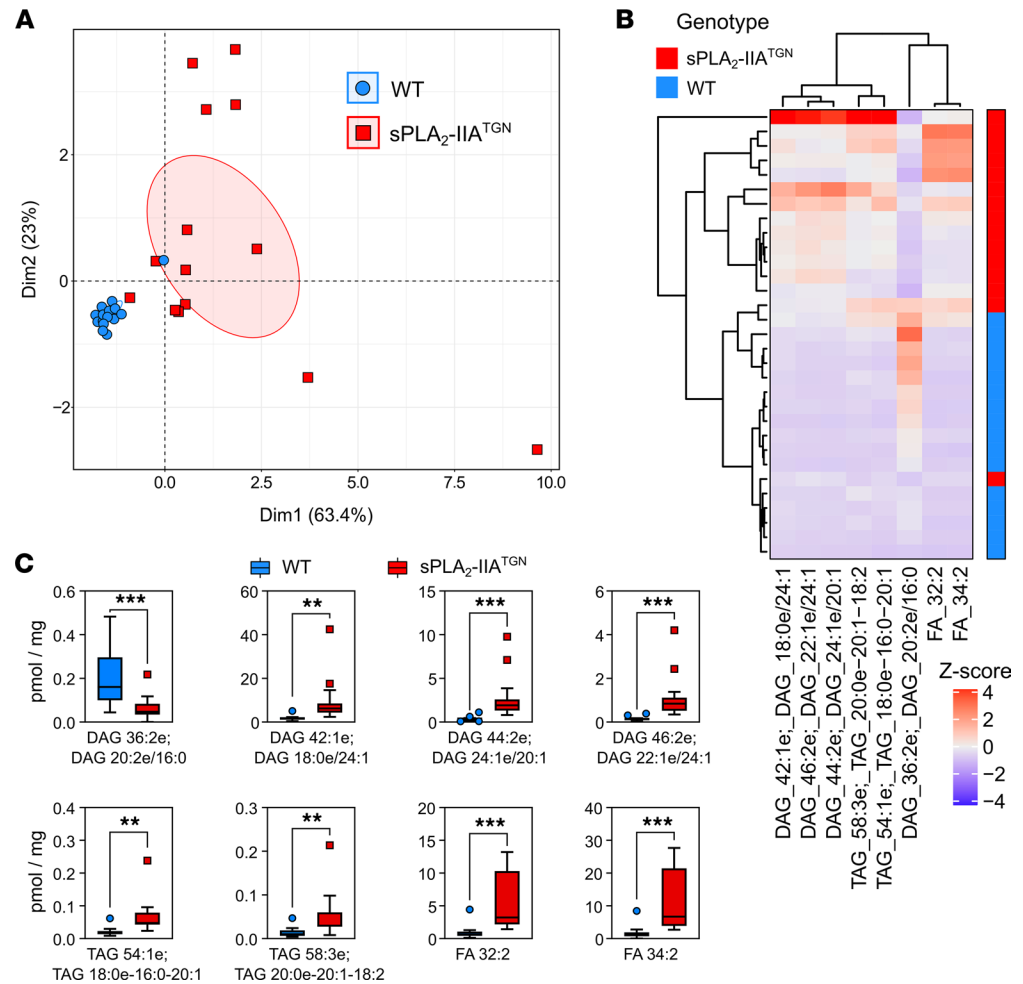 A
WT
sPLA₂-IIAᵀᴳᴺ
Dim2 (23%)
2
0
−2
0.0
2.5
5.0
7.5
10.0
Dim1 (63.4%)
B
Genotype
sPLA₂-IIAᵀᴳᴺ
WT
DAG_42:1e;_DAG_18:0e/24:1
DAG_46:2e;_DAG_22:1e/24:1
DAG_44:2e;_DAG_24:1e/20:1
TAG_58:3e;_TAG_20:0e−20:1−18:2
TAG_54:1e;_TAG_18:0e−16:0−20:1
DAG_36:2e;_DAG_20:2e/16:0
FA_32:2
FA_34:2
Z-score
4
2
0
−2
−4
C
WT
sPLA₂-IIAᵀᴳᴺ
pmol / mg
0.6
0.4
0.2
0.0
***
DAG 36:2e;
DAG 20:2e/16:0
60
40
20
0
**
DAG 42:1e;
DAG 18:0e/24:1
15
10
5
0
***
DAG 44:2e;
DAG 24:1e/20:1
6
4
2
0
***
DAG 46:2e;
DAG 22:1e/24:1
pmol / mg
0.4
0.3
0.2
0.1
0.0
**
TAG 54:1e;
TAG 18:0e-16:0-20:1
0.3
0.2
0.1
0.0
**
TAG 58:3e;
TAG 20:0e-20:1-18:2
20
15
10
5
0
***
FA 32:2
40
30
20
10
0
***
FA 34:2